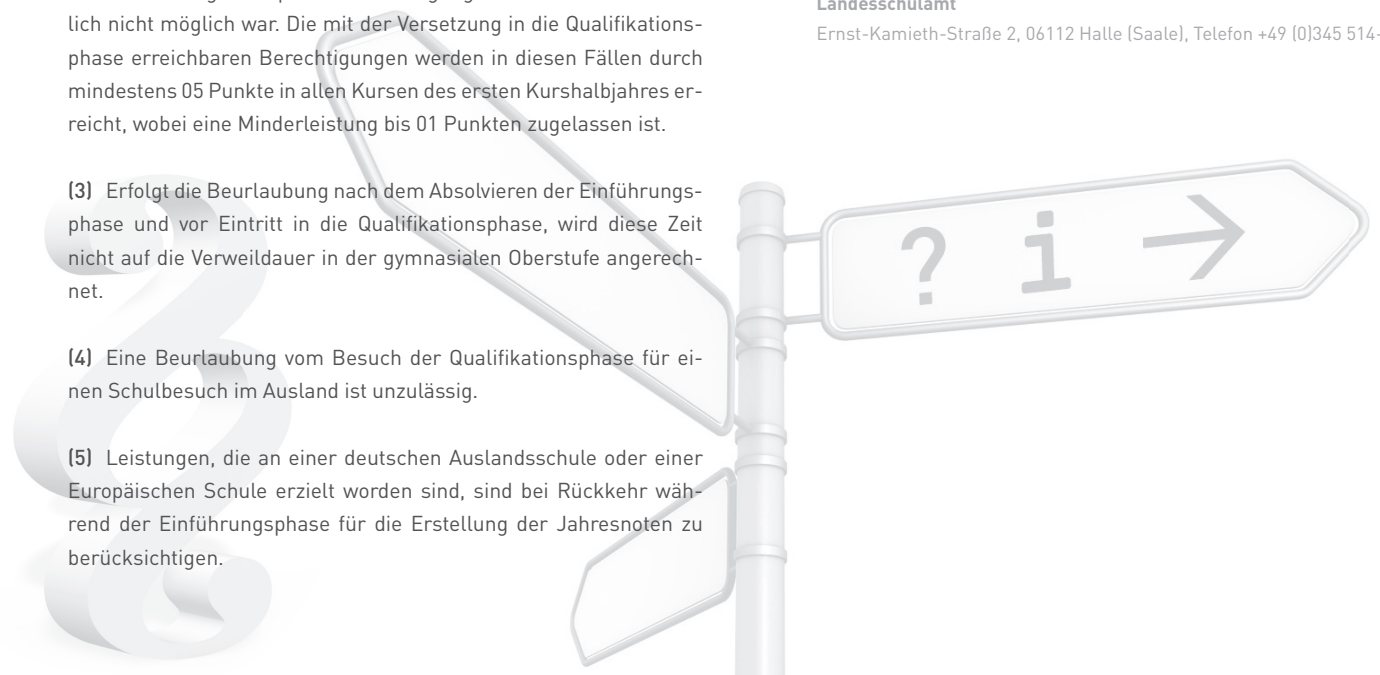 lich nicht möglich war. Die mit der Versetzung in die Qualifikations-
phase erreichbaren Berechtigungen werden in diesen Fällen durch
mindestens 05 Punkte in allen Kursen des ersten Kurshalbjahres er-
reicht, wobei eine Minderleistung bis 01 Punkten zugelassen ist.
(3) Erfolgt die Beurlaubung nach dem Absolvieren der Einführungs-
phase und vor Eintritt in die Qualifikationsphase, wird diese Zeit
nicht auf die Verweildauer in der gymnasialen Oberstufe angerech-
net.
(4) Eine Beurlaubung vom Besuch der Qualifikationsphase für ei-
nen Schulbesuch im Ausland ist unzulässig.
(5) Leistungen, die an einer deutschen Auslandsschule oder einer
Europäischen Schule erzielt worden sind, sind bei Rückkehr wäh-
rend der Einführungsphase für die Erstellung der Jahresnoten zu
berücksichtigen.
Landesschulamt
Ernst-Kamieth-Straße 2, 06112 Halle (Saale), Telefon +49 (0)345 514-
? i →
§